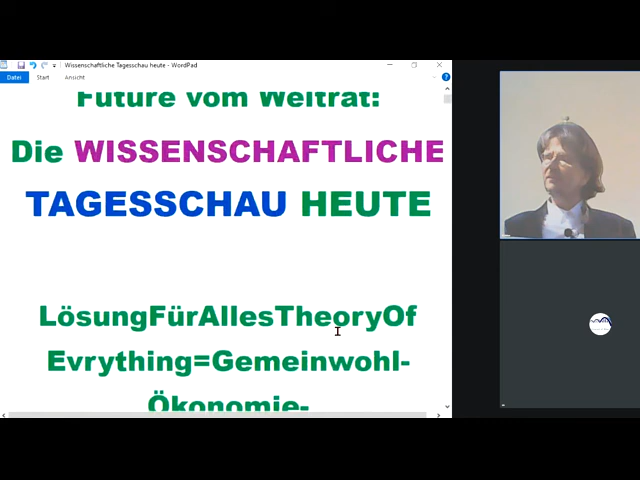 Wissenschaftliche Tagesschau heute - WordPad
Datei Start Ansicht
Future vom Weltrat:
Die WISSENSCHAFTLICHE
TAGESSCHAU HEUTE
LösungFürAllesTheoryOf
Evrything=Gemeinwohl-
Ökonomie-